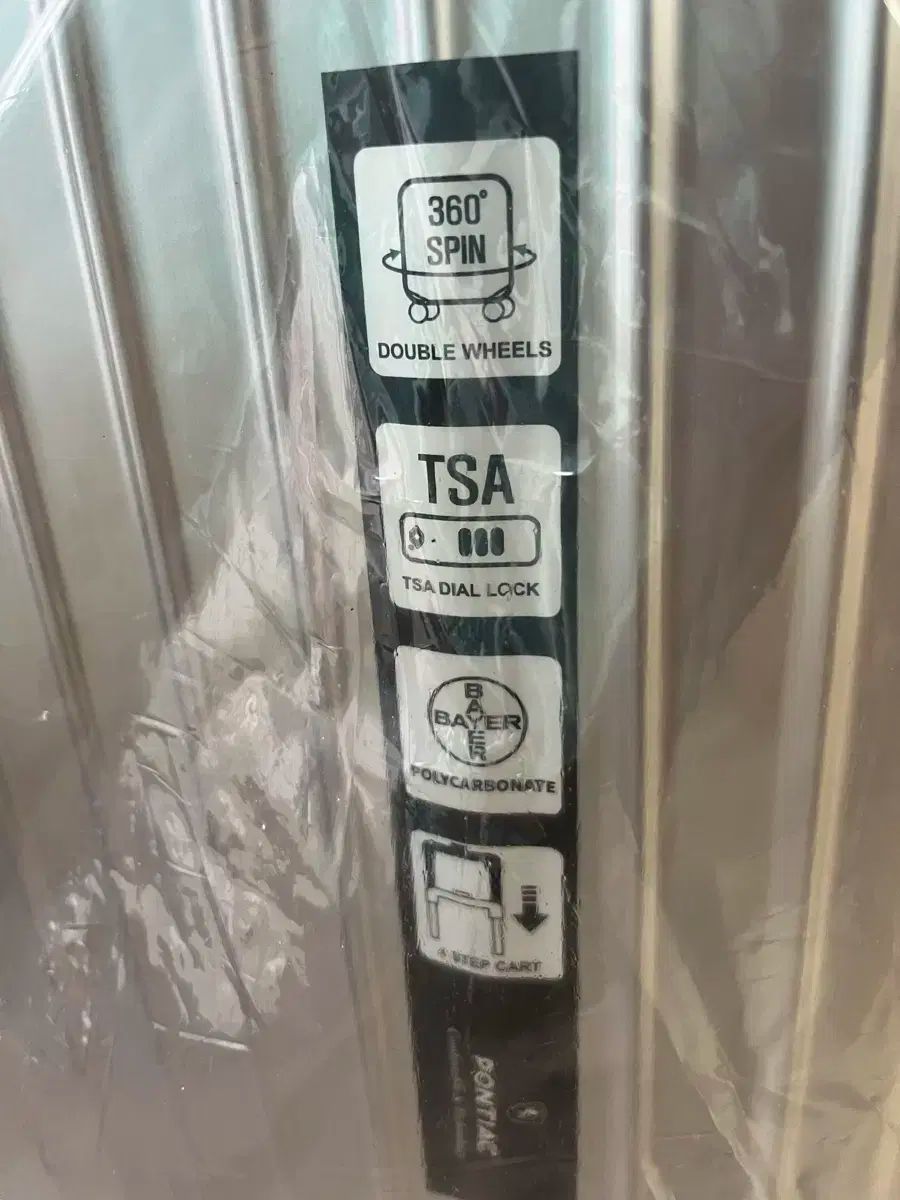 360°
SPIN
DOUBLE WHEELS
TSA
TSA DIAL LOCK
BAYER
BAYER
POLYCARBONATE
4 STEP CART
PONTIAC